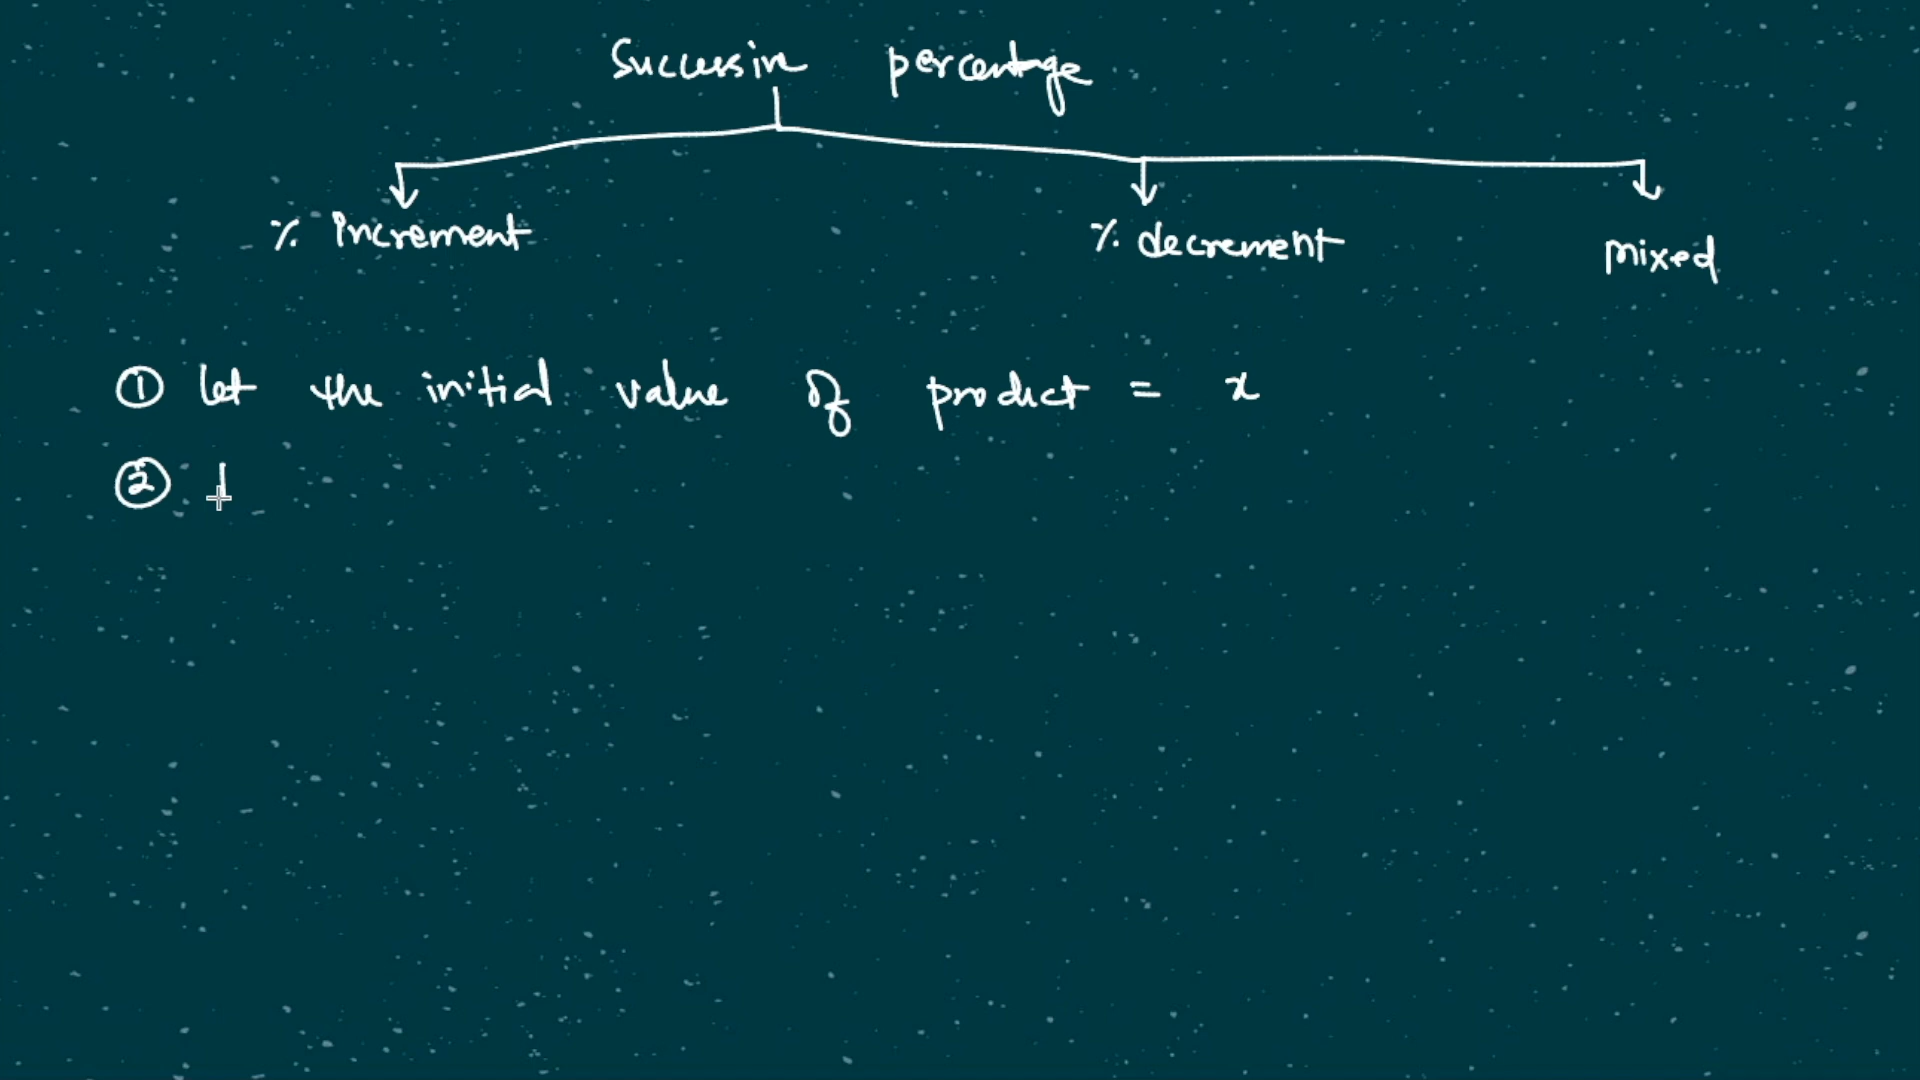 Successive percentage
% Increment % decrement mixed
① Let the initial value of product = x
②